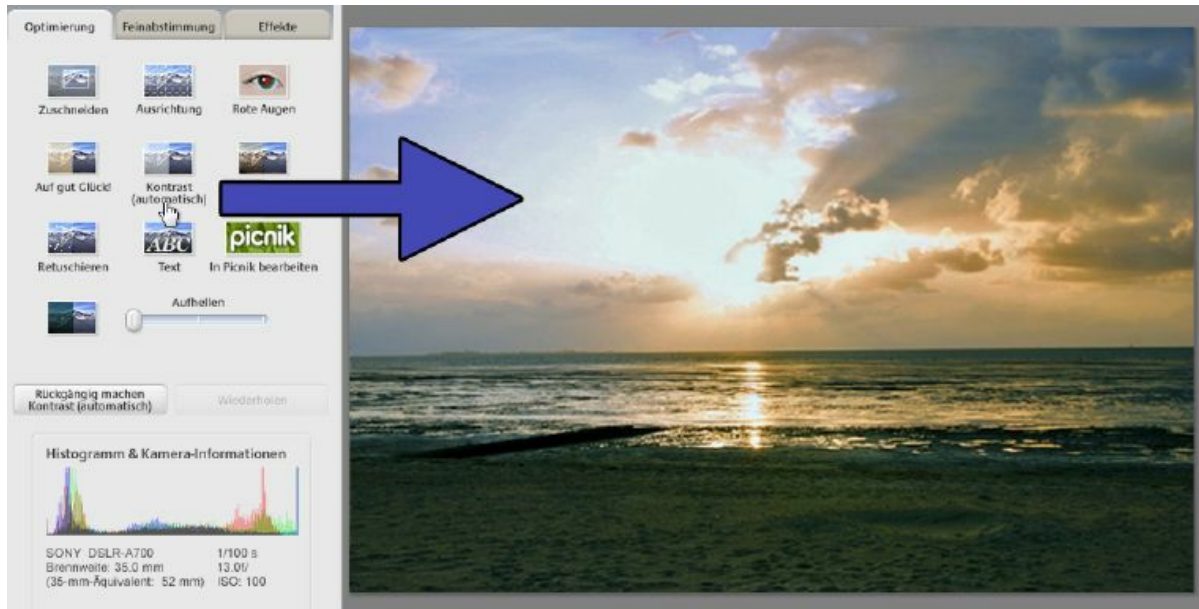 Optimierung
Feinabstimmung
Effekte
Zuschneiden
Ausrichtung
Rote Augen
Auf gut Glück!
Kontrast
(automatisch)
Retuschieren
ABC
Text
picnik
In Picnik bearbeiten
Aufhellen
Rückgängig machen
Kontrast (automatisch)
Wiederholen
Histogramm & Kamera-Informationen
SONY DSLR-A700
1/100 s
Brennweite: 35.0 mm
13.0f/
(35-mm-Äquivalent: 52 mm)
ISO: 100